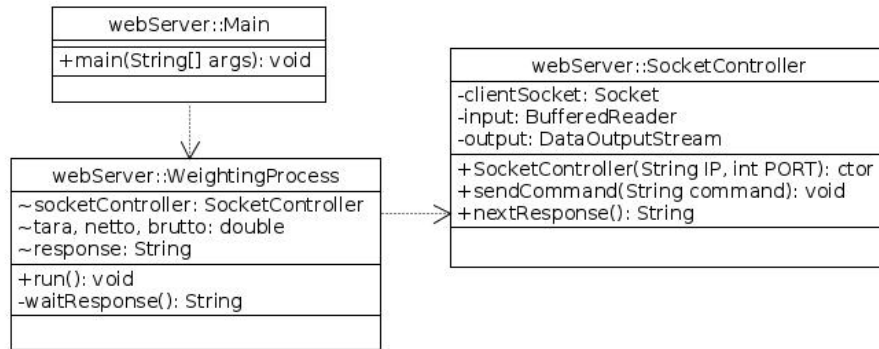 webServer::Main
+main(String[] args): void
webServer::WeightingProcess
~socketController: SocketController
~tara, netto, brutto: double
~response: String
+run(): void
-waitResponse(): String
webServer::SocketController
-clientSocket: Socket
-input: BufferedReader
-output: DataOutputStream
+SocketController(String IP, int PORT): ctor
+sendCommand(String command): void
+nextResponse(): String